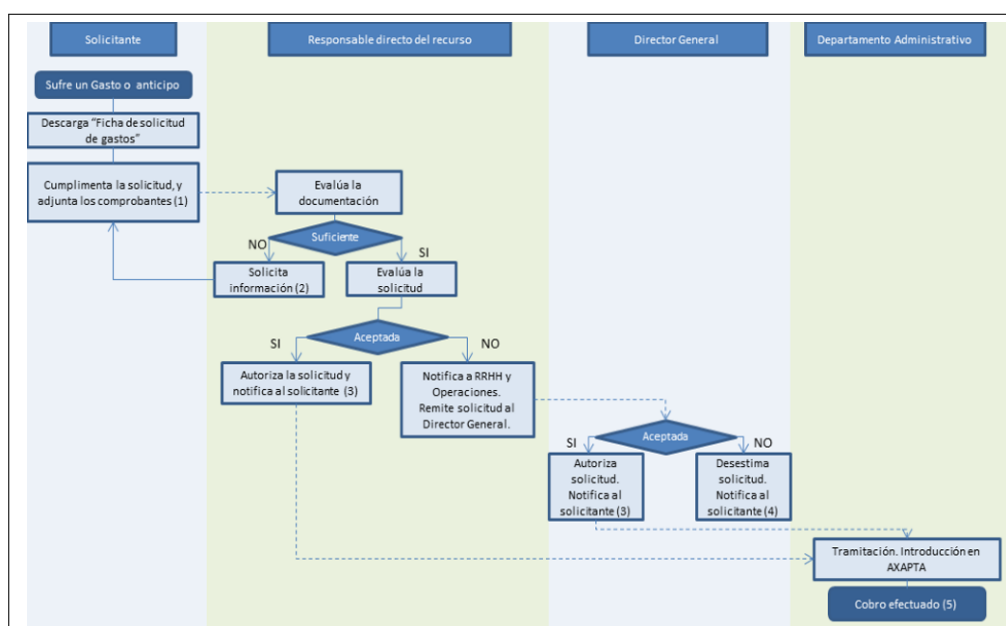 Solicitante
Responsable directo del recurso
Director General
Departamento Administrativo
Sufre un Gasto o anticipo
Descarga "Ficha de solicitud
de gastos"
Cumplimenta la solicitud, y
adjunta los comprobantes (1)
Evalúa la
documentación
Suficiente
NO
SI
Solicita
información (2)
Evalúa la
solicitud
Aceptada
SI
NO
Autoriza la solicitud y
notifica al solicitante (3)
Notifica a RRHH y
Operaciones.
Remite solicitud al
Director General.
Aceptada
SI
NO
Autoriza
solicitud.
Notifica al
solicitante (3)
Desestima
solicitud.
Notifica al
solicitante (4)
Tramitación. Introducción en
AXAPTA
Cobro efectuado (5)